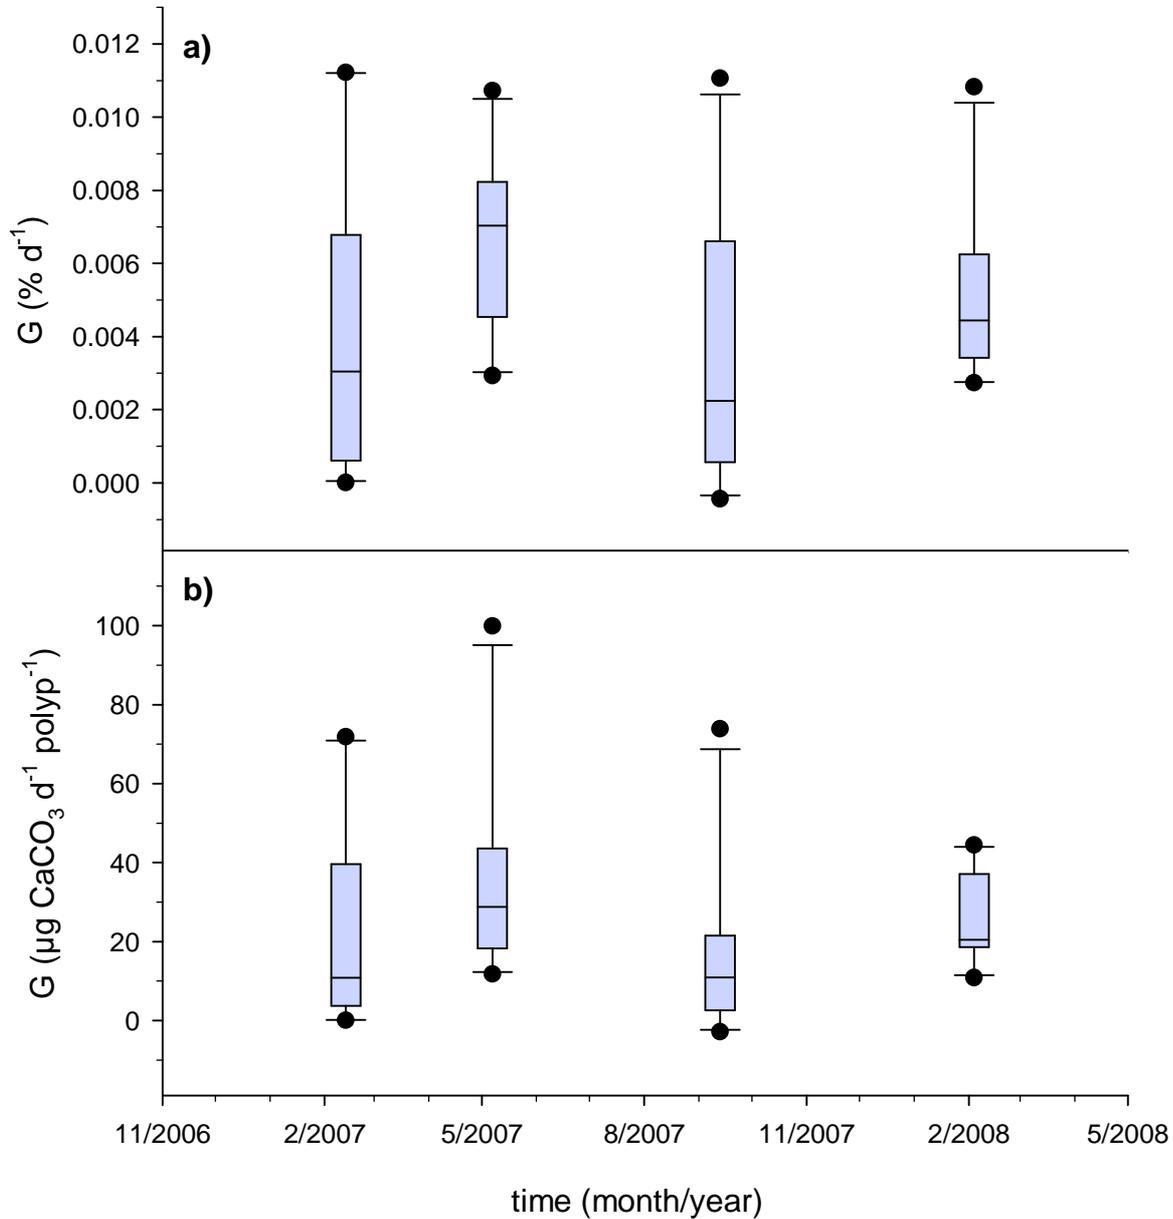 a)
G (% d⁻¹)
0.012
0.010
0.008
0.006
0.004
0.002
0.000
b)
G (µg CaCO₃ d⁻¹ polyp⁻¹)
100
80
60
40
20
0
11/2006 2/2007 5/2007 8/2007 11/2007 2/2008 5/2008
time (month/year)